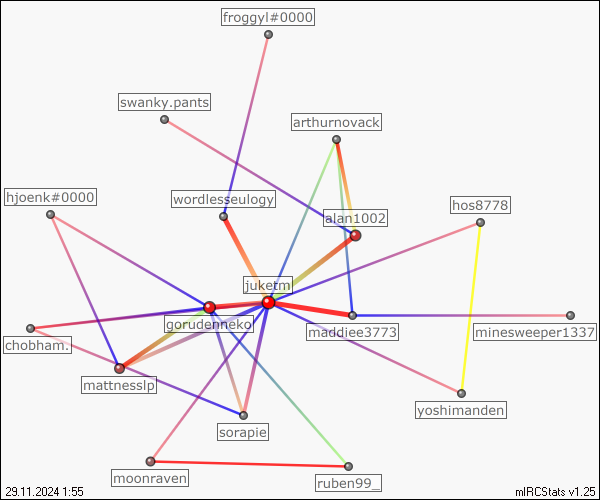 froggyl#0000
swanky.pants
arthurnovack
hjoenk#0000
wordlesseulogy
hos8778
alan1002
juketm
gorudenneko
maddiee3773
minesweeper1337
chobham.
mattnesslp
yoshimanden
sorapie
moonraven
ruben99_
29.11.2024 1:55
mIRCStats v1.25